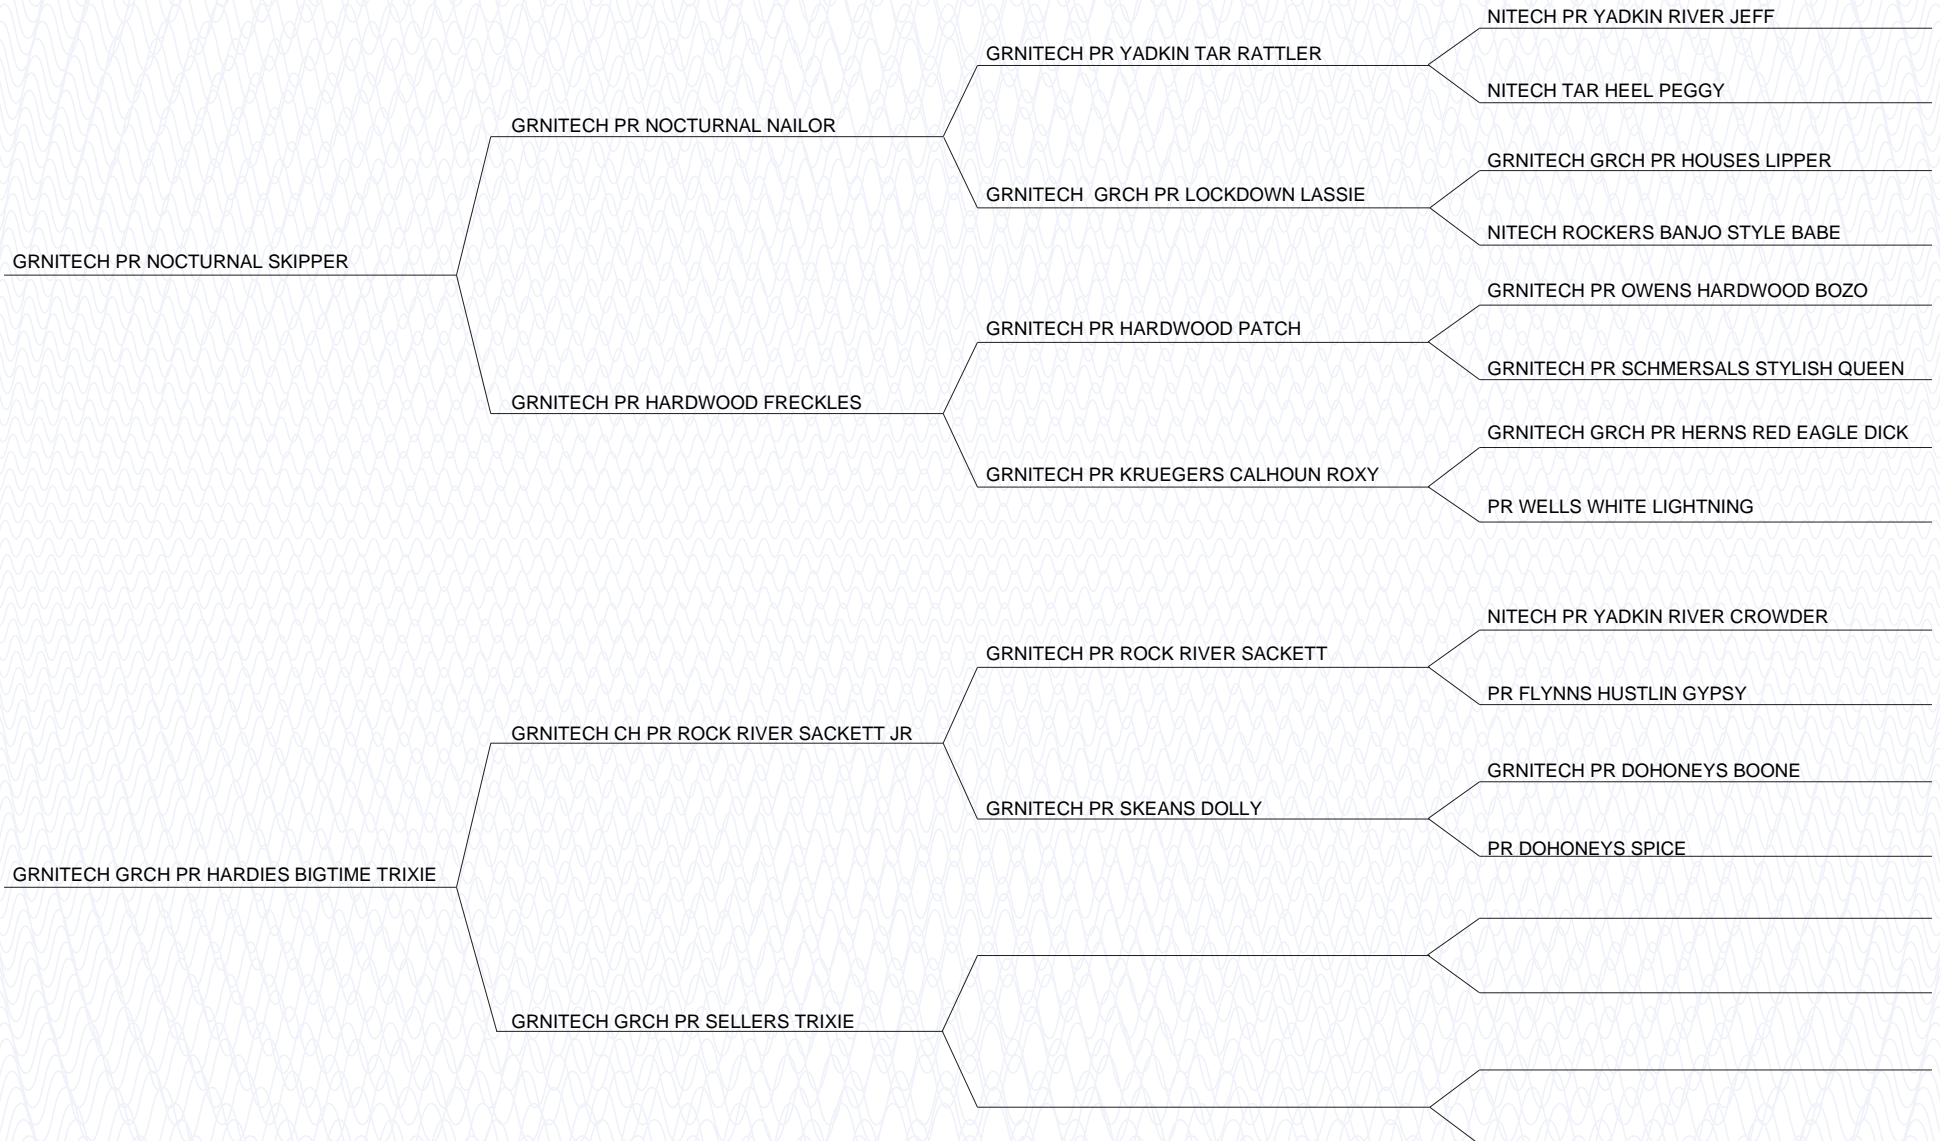 NITECH PR YADKIN RIVER JEFF
GRNITECH PR YADKIN TAR RATTLER
NITECH TAR HEEL PEGGY
GRNITECH PR NOCTURNAL NAILOR
GRNITECH GRCH PR HOUSES LIPPER
GRNITECH  GRCH PR LOCKDOWN LASSIE
NITECH ROCKERS BANJO STYLE BABE
GRNITECH PR NOCTURNAL SKIPPER
GRNITECH PR OWENS HARDWOOD BOZO
GRNITECH PR HARDWOOD PATCH
GRNITECH PR SCHMERSALS STYLISH QUEEN
GRNITECH PR HARDWOOD FRECKLES
GRNITECH GRCH PR HERNS RED EAGLE DICK
GRNITECH PR KRUEGERS CALHOUN ROXY
PR WELLS WHITE LIGHTNING
NITECH PR YADKIN RIVER CROWDER
GRNITECH PR ROCK RIVER SACKETT
PR FLYNNS HUSTLIN GYPSY
GRNITECH CH PR ROCK RIVER SACKETT JR
GRNITECH PR DOHONEYS BOONE
GRNITECH PR SKEANS DOLLY
PR DOHONEYS SPICE
GRNITECH GRCH PR HARDIES BIGTIME TRIXIE
GRNITECH GRCH PR SELLERS TRIXIE